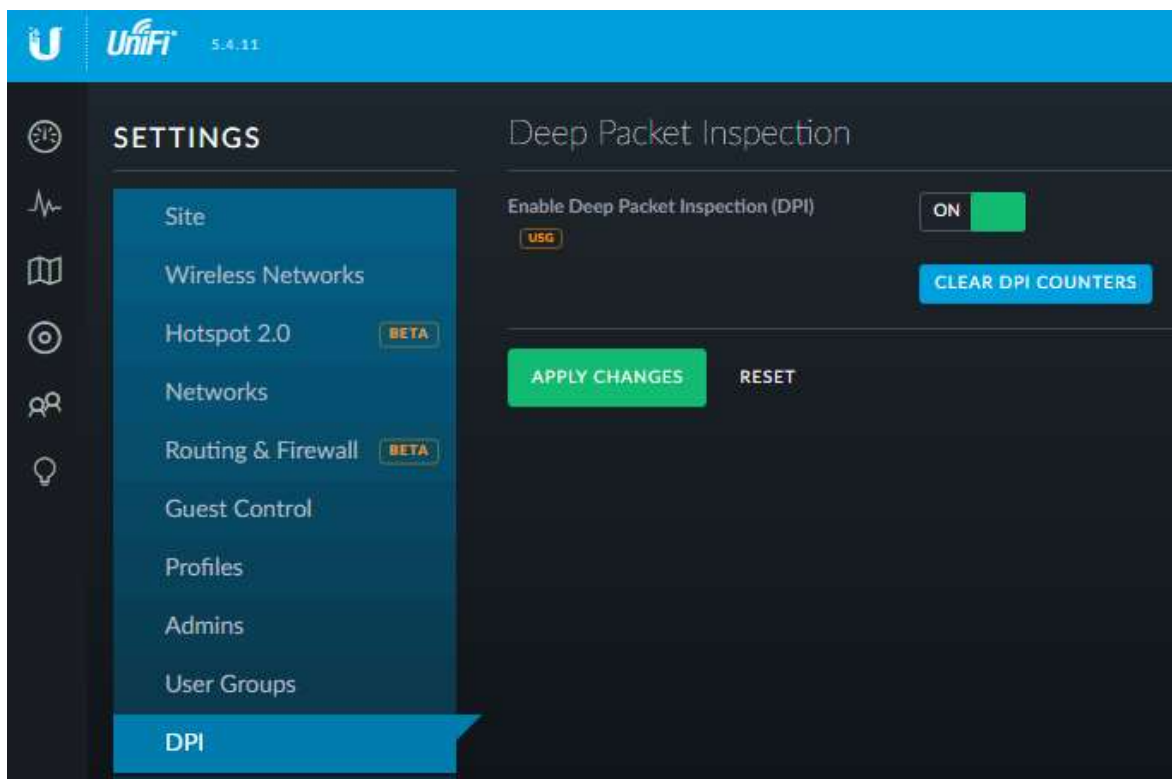 UniFi 5.4.11
SETTINGS
Site
Wireless Networks
Hotspot 2.0 BETA
Networks
Routing & Firewall BETA
Guest Control
Profiles
Admins
User Groups
DPI
Deep Packet Inspection
Enable Deep Packet Inspection (DPI)
USG
ON
CLEAR DPI COUNTERS
APPLY CHANGES RESET